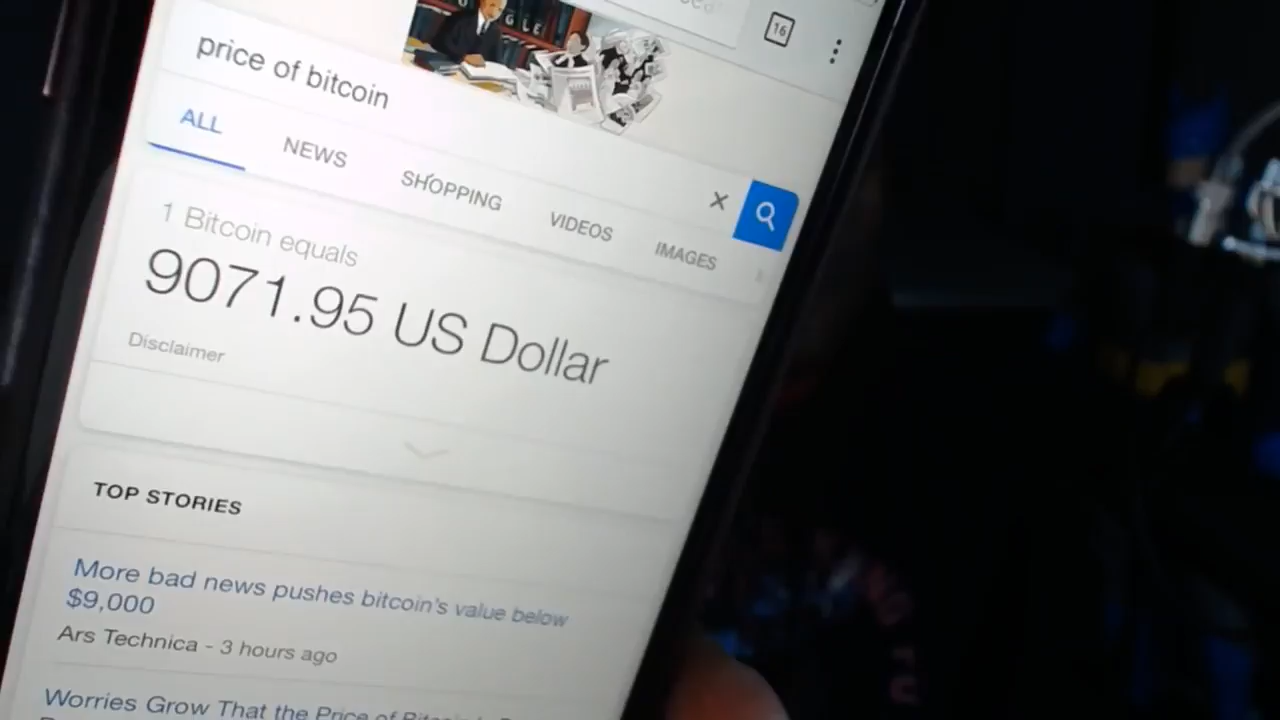 16
price of bitcoin
ALL NEWS SHOPPING VIDEOS IMAGES
1 Bitcoin equals
9071.95 US Dollar
Disclaimer
TOP STORIES
More bad news pushes bitcoin's value below
$9,000
Ars Technica - 3 hours ago
Worries Grow That the Price of